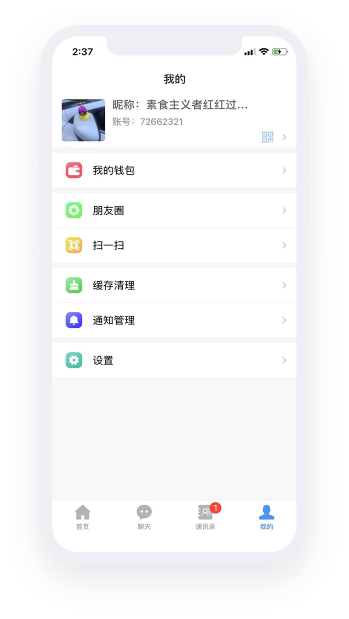 2:37
我的
昵称：素食主义者红红过...
账号：72662321
我的钱包
朋友圈
扫一扫
缓存清理
通知管理
设置
1
首页 聊天 通讯录 我的